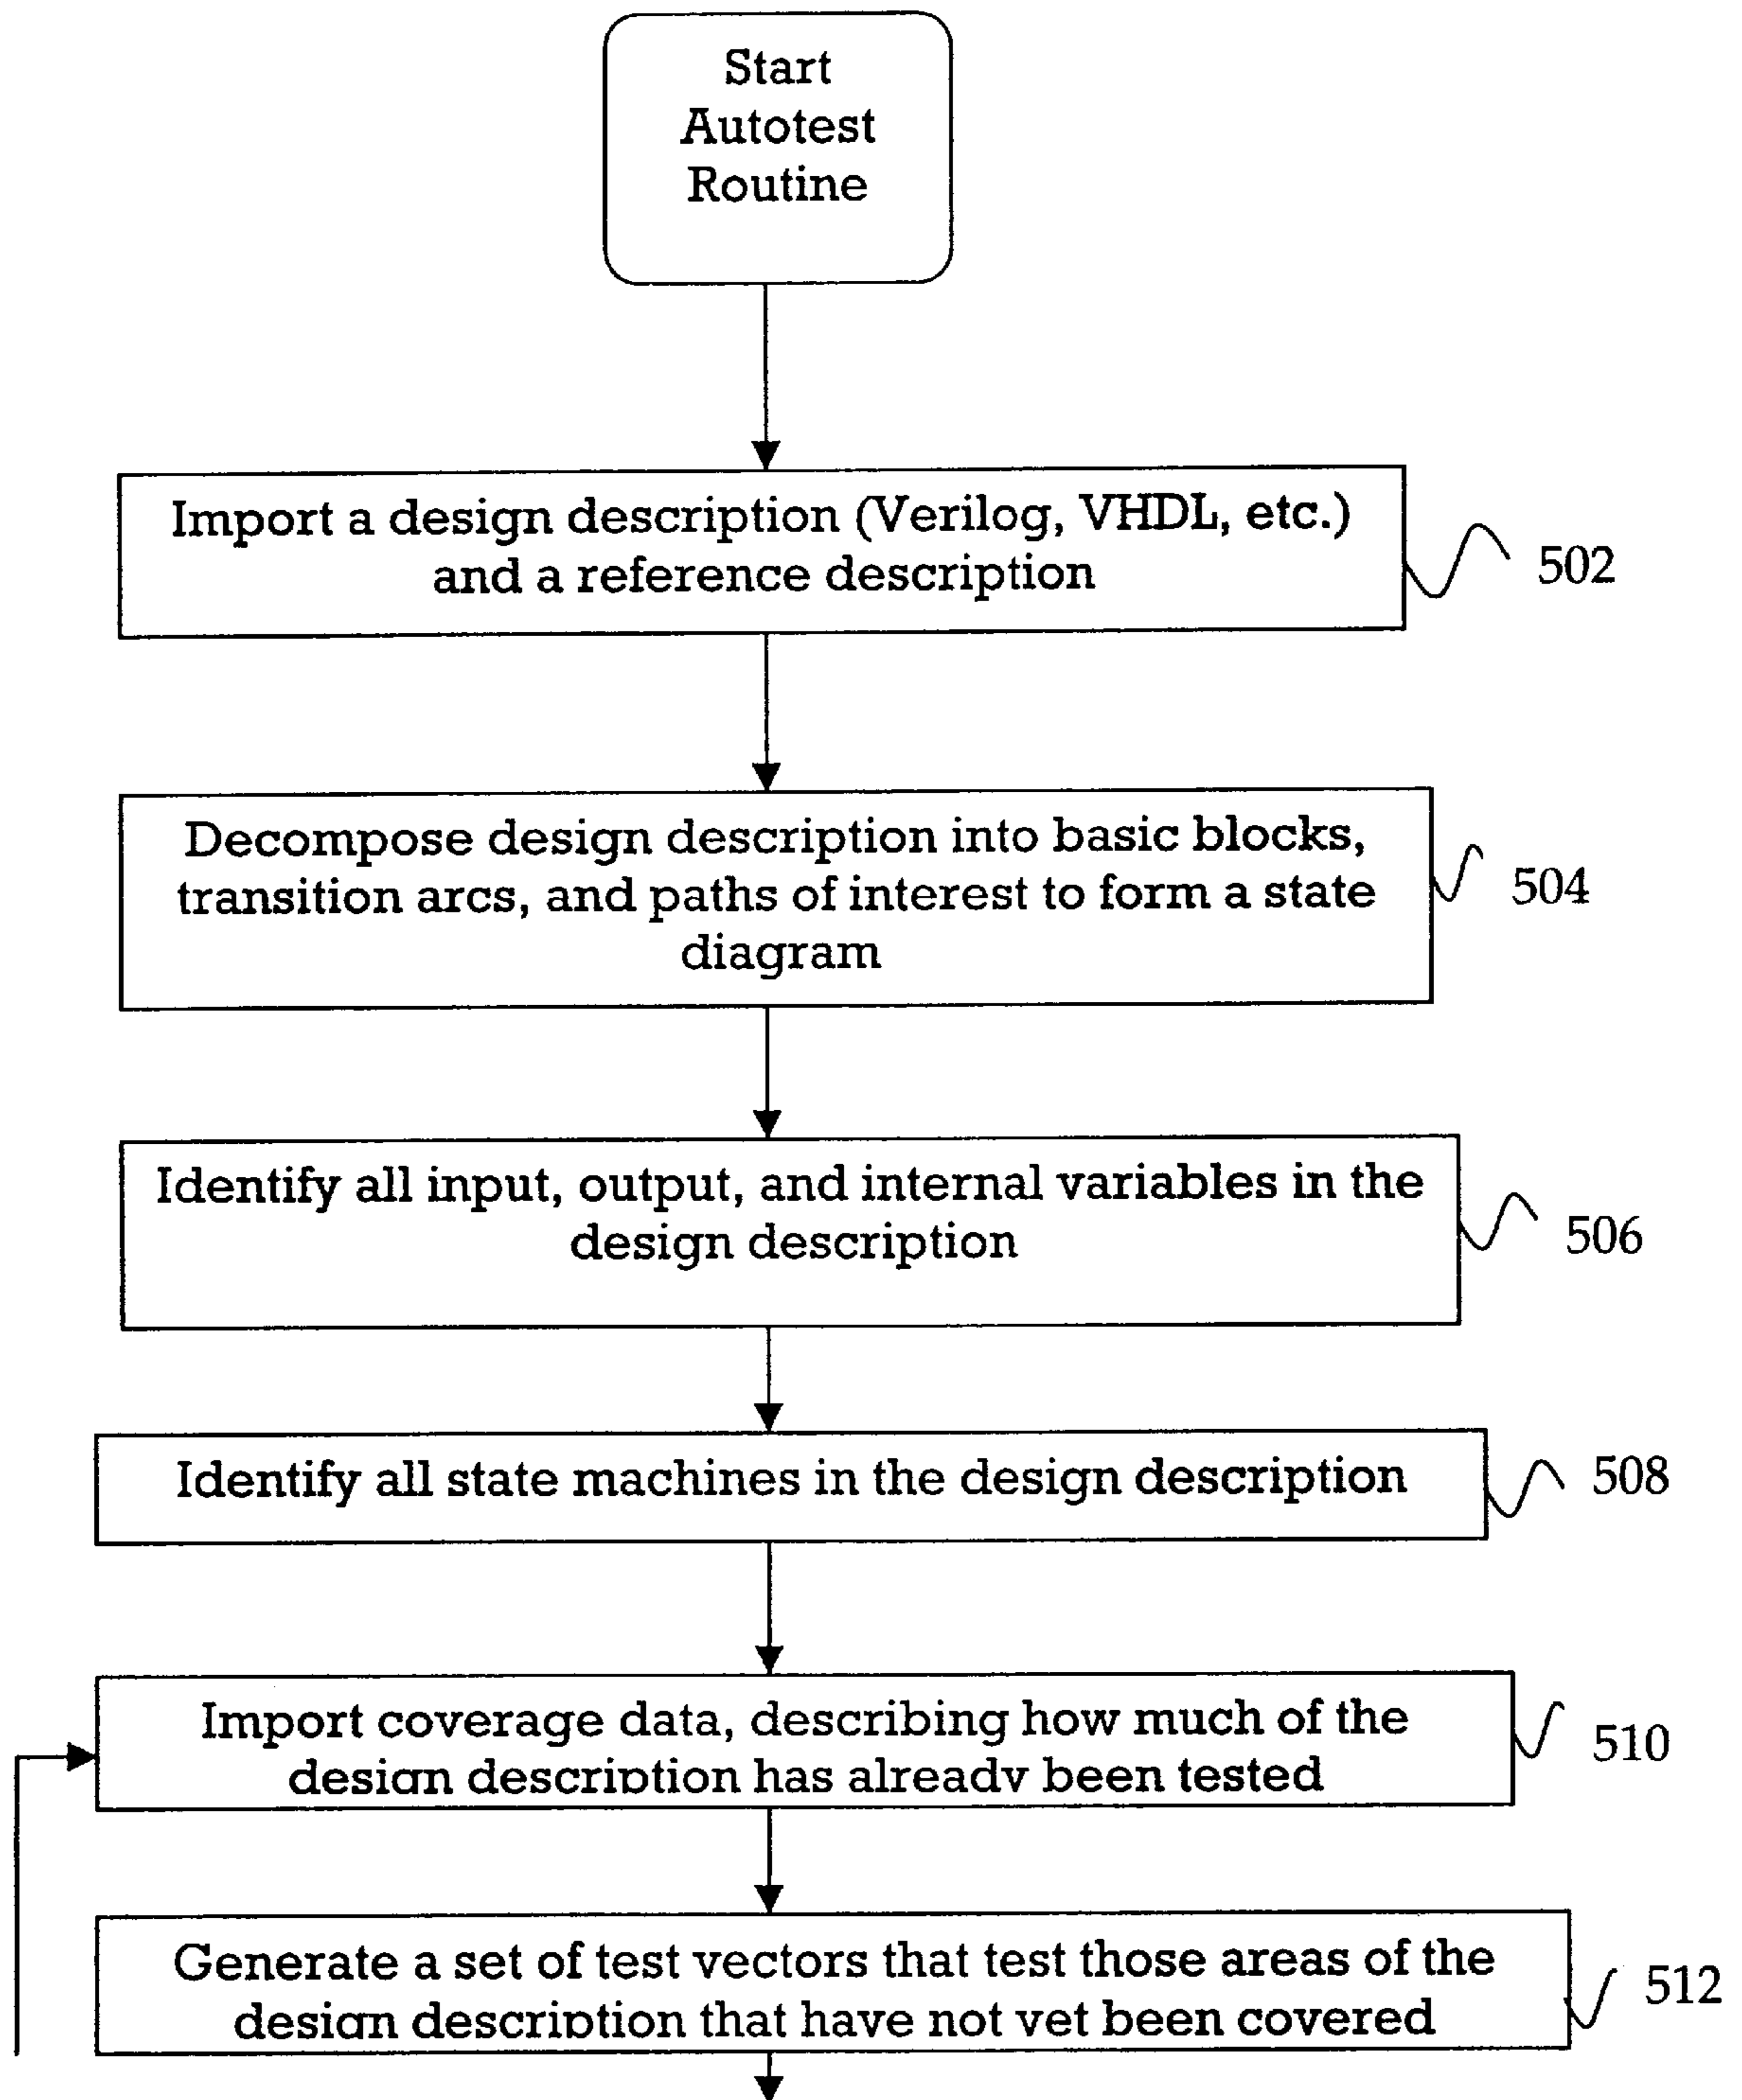 Start
Autotest
Routine
Import a design description (Verilog, VHDL, etc.)
and a reference description
502
Decompose design description into basic blocks,
transition arcs, and paths of interest to form a state
diagram
504
Identify all input, output, and internal variables in the
design description
506
Identify all state machines in the design description
508
Import coverage data, describing how much of the
design description has already been tested
510
Generate a set of test vectors that test those areas of the
design description that have not yet been covered
512